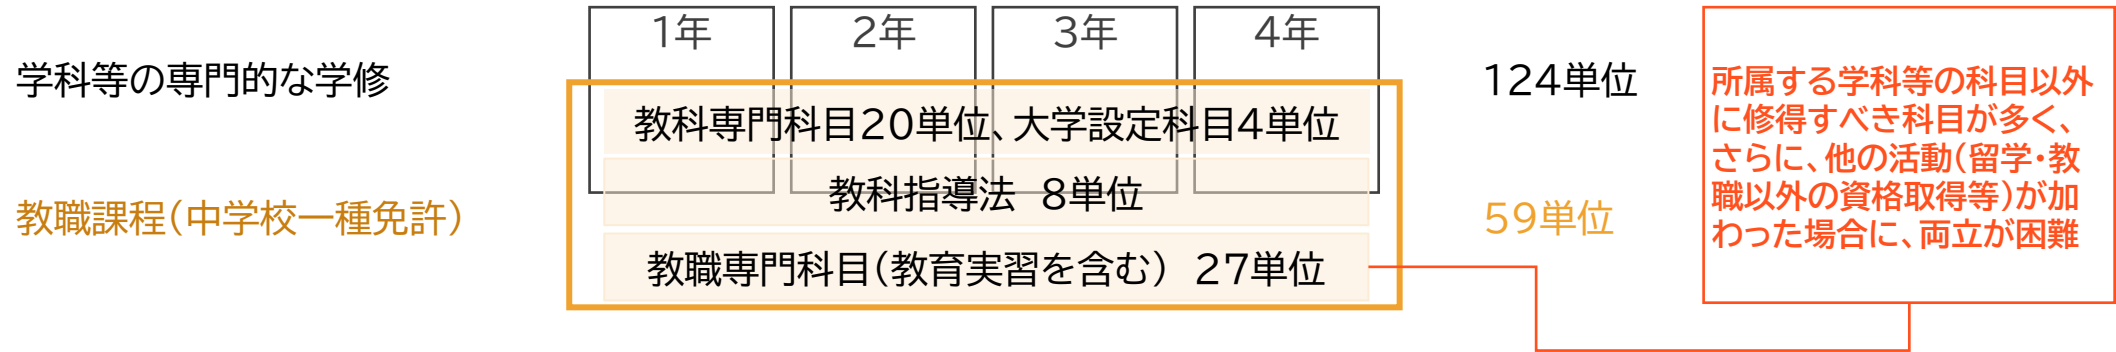 1年 2年 3年 4年
学科等の専門的な学修
124単位
教科専門科目20単位、大学設定科目4単位
教科指導法 8単位
教職課程(中学校一種免許)
59単位
教職専門科目(教育実習を含む) 27単位
所属する学科等の科目以外
に修得すべき科目が多く、
さらに、他の活動(留学・教
職以外の資格取得等)が加
わった場合に、両立が困難